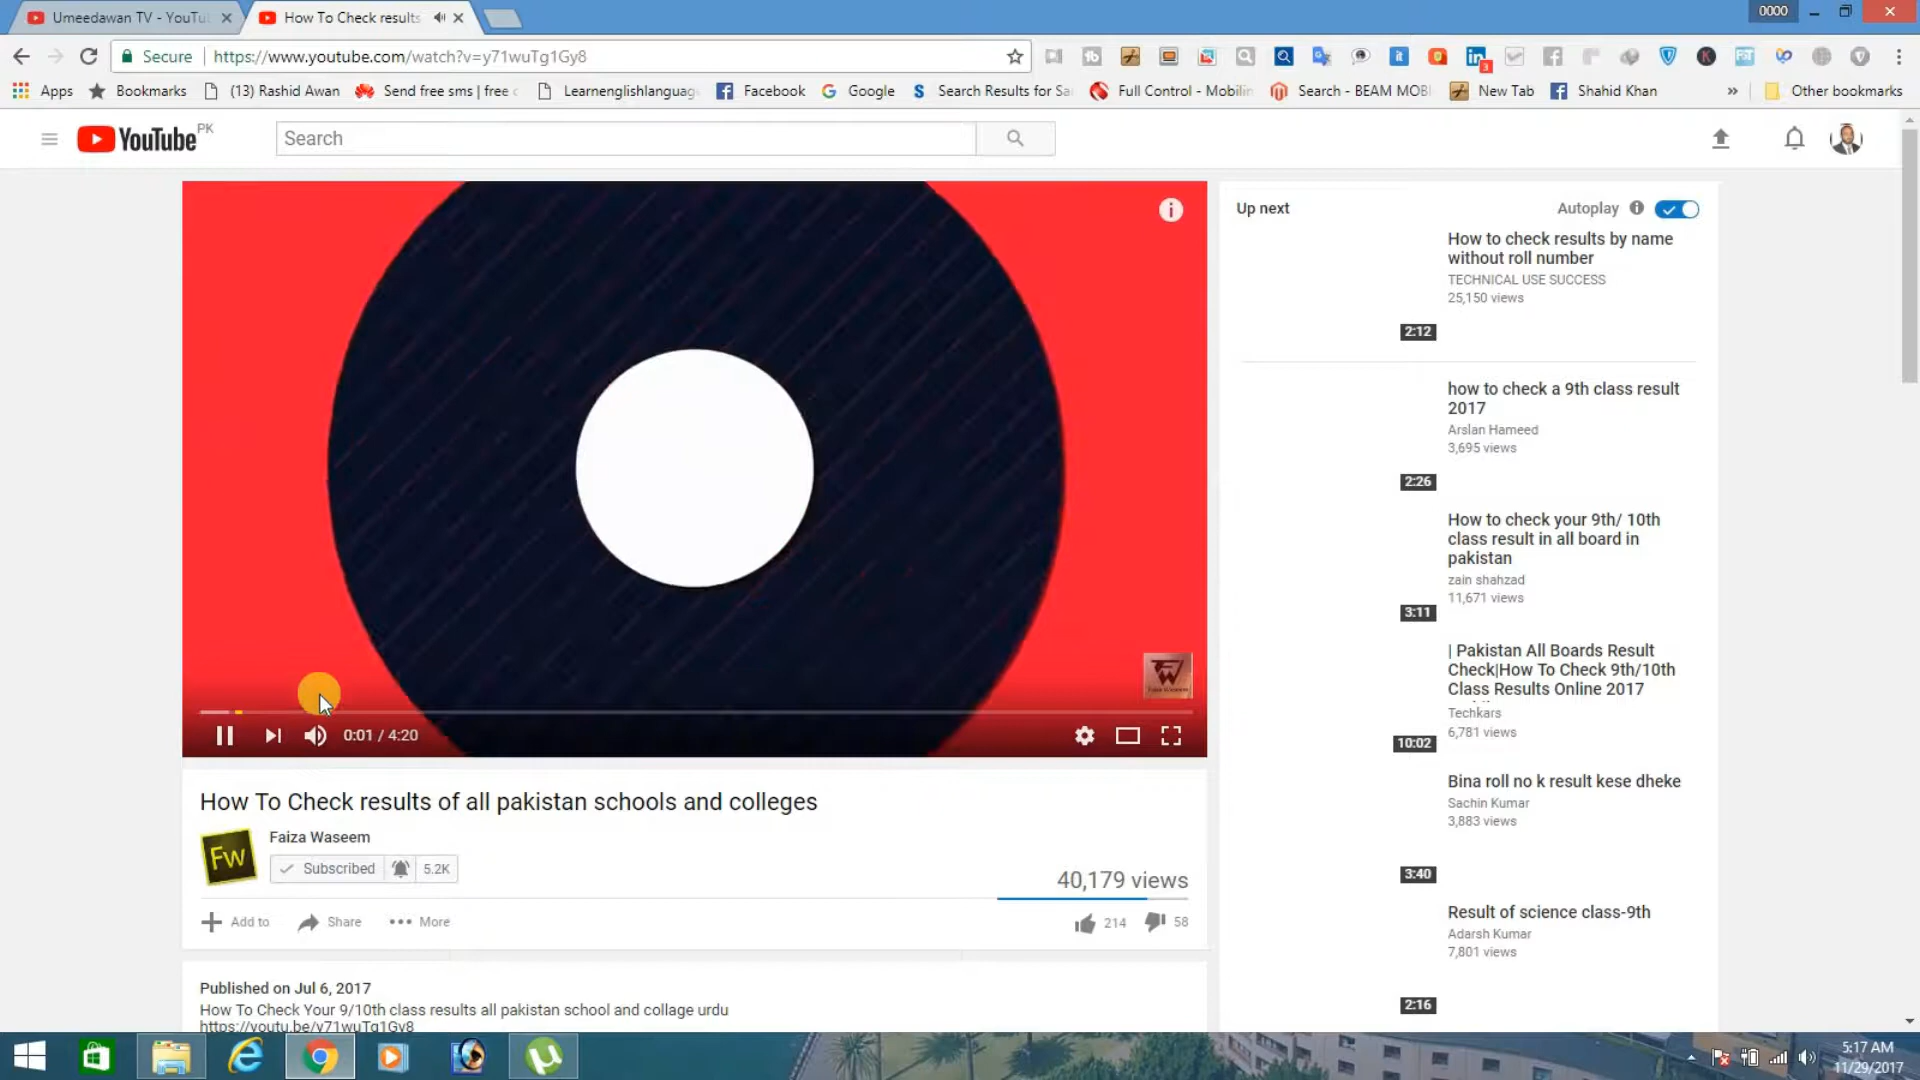 Umeedawan TV - YouTu
How To Check results
0000
Secure
https://www.youtube.com/watch?v=y71wuTg1Gy8
3
Apps
Bookmarks
(13) Rashid Awan
Send free sms | free
Learnenglishlanguag
Facebook
Google
Search Results for Sa
Full Control - Mobilin
Search - BEAM MOBI
New Tab
Shahid Khan
»
Other bookmarks
YouTube PK
Search
Up next
Autoplay
How to check results by name
without roll number
TECHNICAL USE SUCCESS
25,150 views
2:12
how to check a 9th class result
2017
Arslan Hameed
3,695 views
2:26
How to check your 9th/ 10th
class result in all board in
pakistan
zain shahzad
11,671 views
3:11
| Pakistan All Boards Result
Check|How To Check 9th/10th
Class Results Online 2017
Techkars
6,781 views
10:02
Bina roll no k result kese dheke
Sachin Kumar
3,883 views
3:40
Result of science class-9th
Adarsh Kumar
7,801 views
2:16
0:01 / 4:20
How To Check results of all pakistan schools and colleges
Fw
Faiza Waseem
Subscribed
5.2K
40,179 views
Add to
Share
More
214
58
Published on Jul 6, 2017
How To Check Your 9/10th class results all pakistan school and collage urdu
https://youtu.be/y71wuTg1Gy8
5:17 AM
11/29/2017